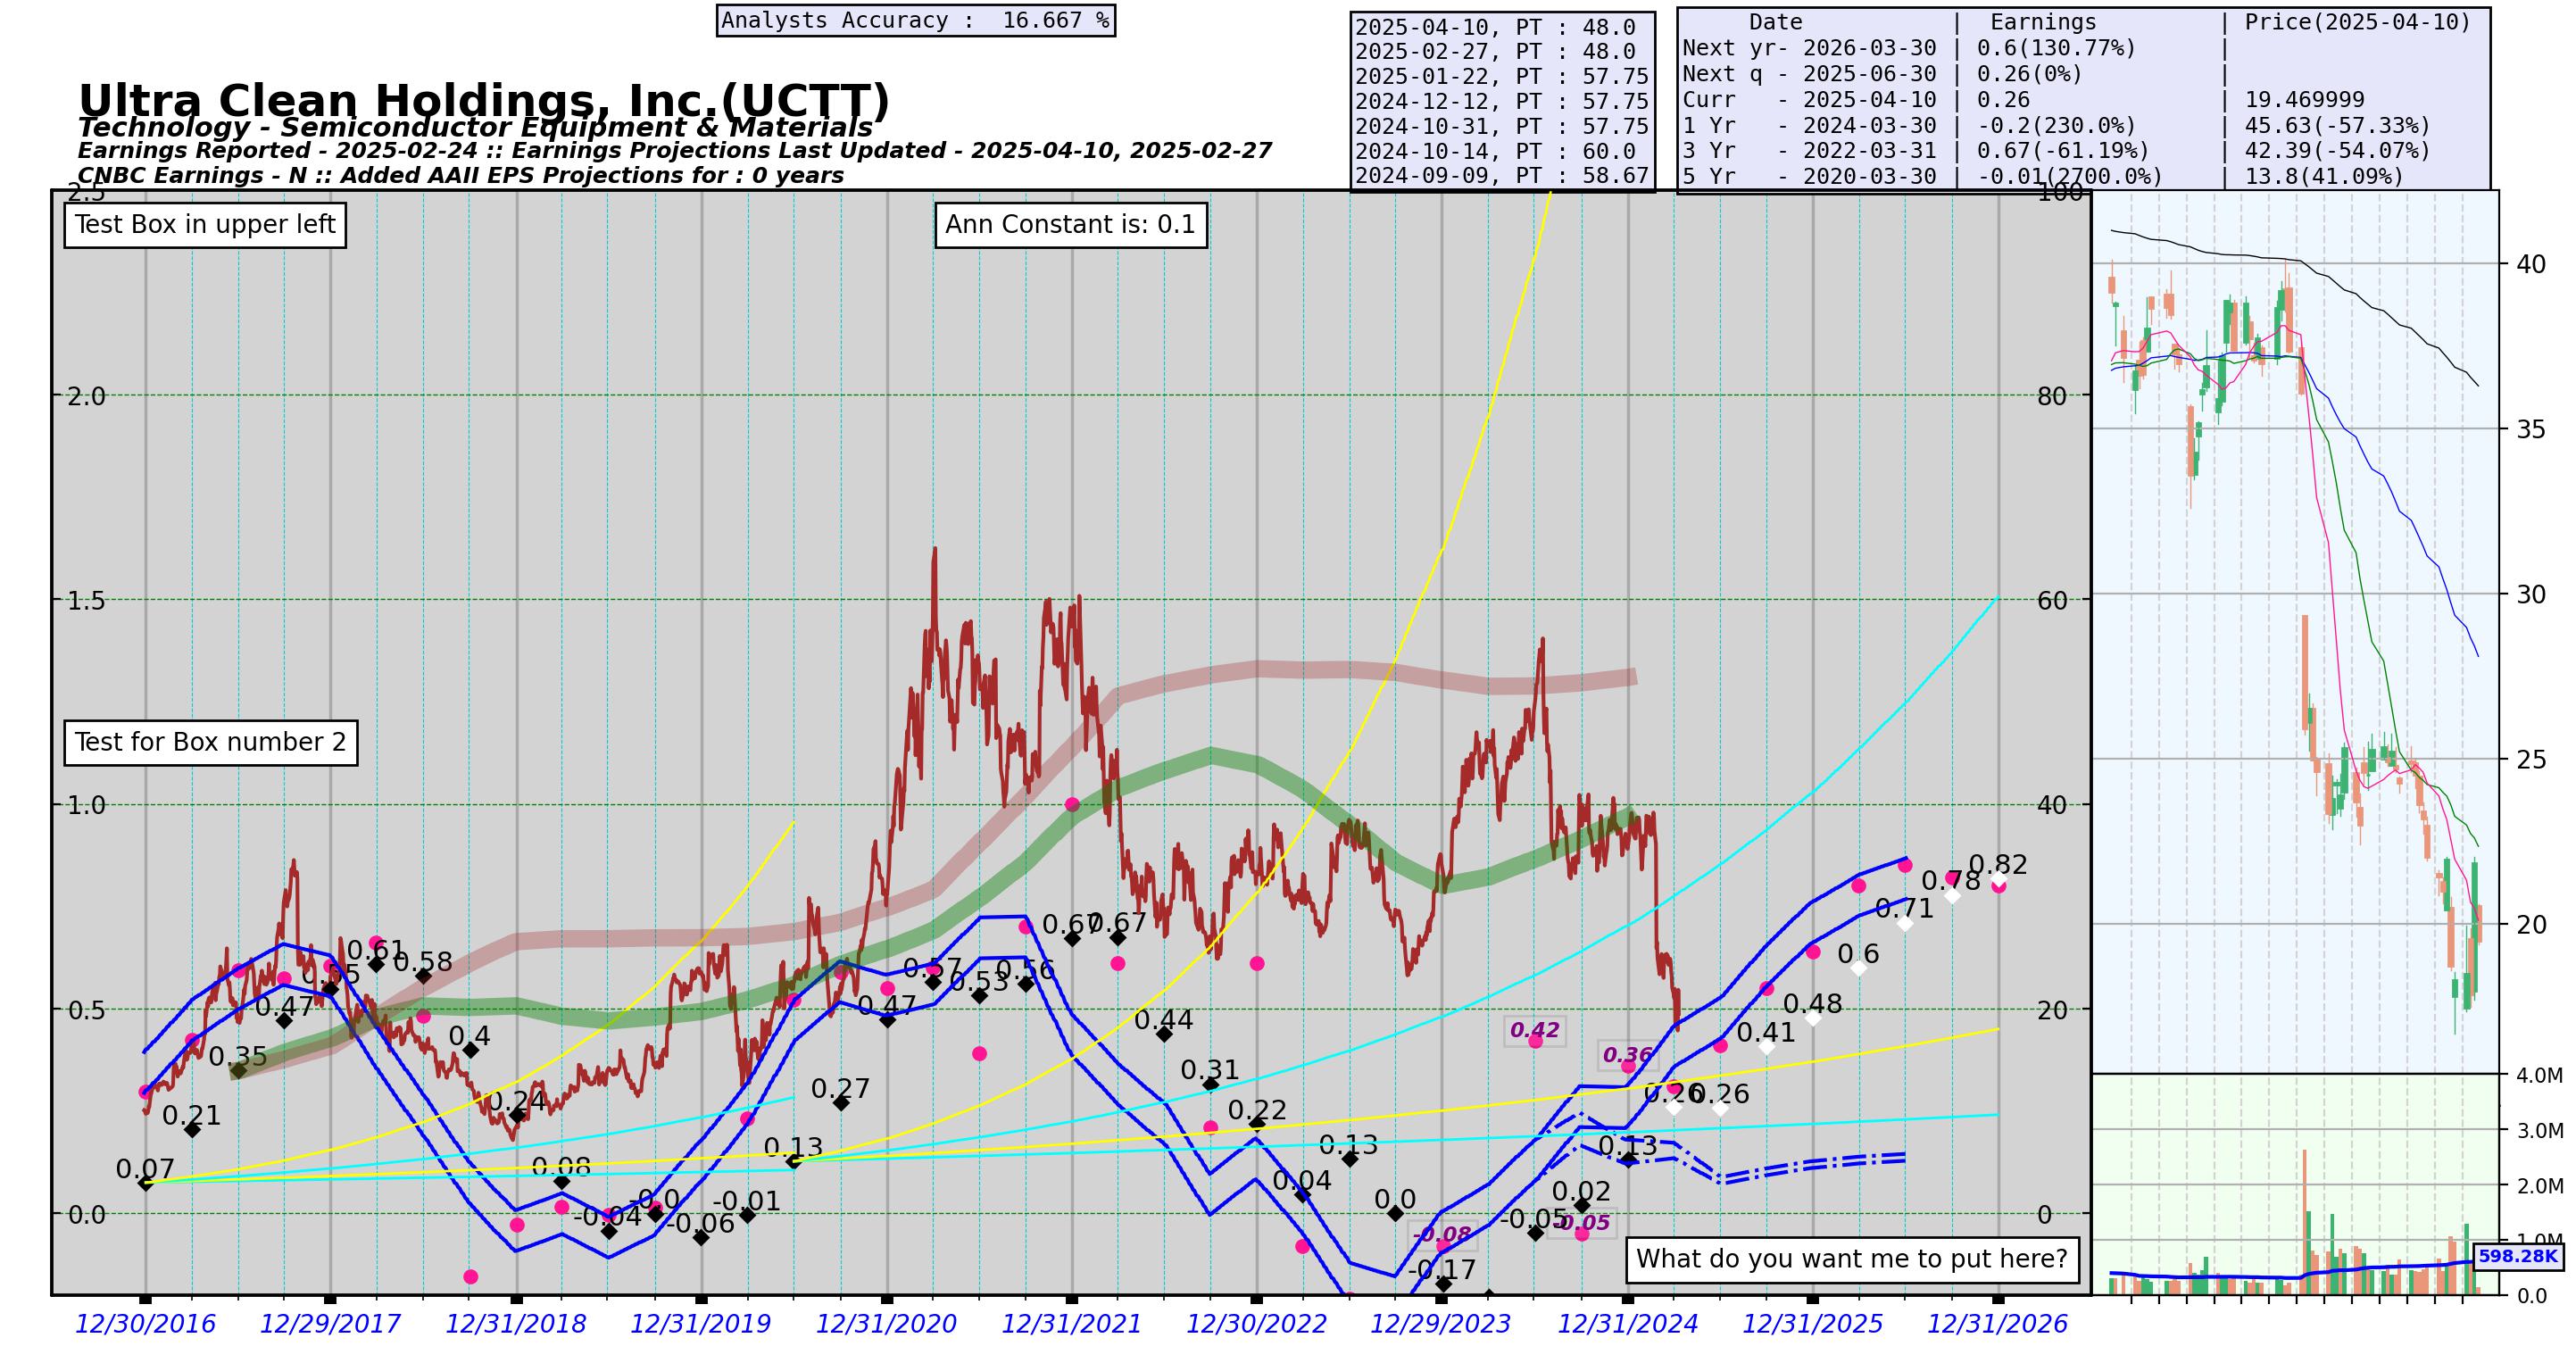 Analysts Accuracy :  16.667 %
2025-04-10, PT : 48.0
2025-02-27, PT : 48.0
2025-01-22, PT : 57.75
2024-12-12, PT : 57.75
2024-10-31, PT : 57.75
2024-10-14, PT : 60.0
2024-09-09, PT : 58.67
Date | Earnings | Price(2025-04-10)
Next yr- 2026-03-30 | 0.6(130.77%) |
Next q - 2025-06-30 | 0.26(0%) |
Curr - 2025-04-10 | 0.26 | 19.469999
1 Yr - 2024-03-30 | -0.2(230.0%) | 45.63(-57.33%)
3 Yr - 2022-03-31 | 0.67(-61.19%) | 42.39(-54.07%)
5 Yr - 2020-03-30 | -0.01(2700.0%) | 13.8(41.09%)
Ultra Clean Holdings, Inc.(UCTT)
Technology - Semiconductor Equipment & Materials
Earnings Reported - 2025-02-24 :: Earnings Projections Last Updated - 2025-04-10, 2025-02-27
CNBC Earnings - N :: Added AAII EPS Projections for : 0 years
Test Box in upper left
Ann Constant is: 0.1
Test for Box number 2
What do you want me to put here?
2.5
2.0
1.5
1.0
0.5
0.0
100
80
60
40
20
0
0.07
0.21
0.35
0.47
0.55
0.61
0.58
0.4
0.24
0.08
-0.04
-0.0
-0.06
-0.01
0.13
0.27
0.47
0.57
0.53
0.56
0.67
0.67
0.44
0.31
0.22
0.04
0.13
0.0
-0.08
-0.17
-0.05
0.42
0.02
-0.05
0.36
0.13
0.26
0.26
0.41
0.48
0.6
0.71
0.78
0.82
40
35
30
25
20
4.0M
3.0M
2.0M
1.0M
598.28K
0.0
12/30/2016
12/29/2017
12/31/2018
12/31/2019
12/31/2020
12/31/2021
12/30/2022
12/29/2023
12/31/2024
12/31/2025
12/31/2026